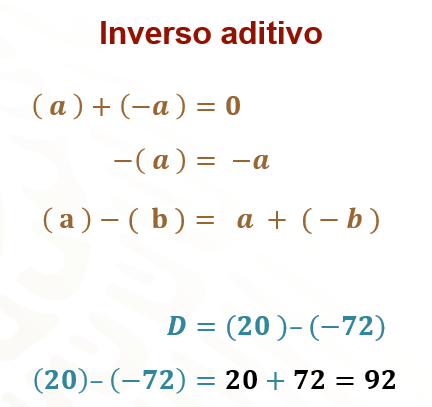 Inverso aditivo
( a ) + (−a ) = 0
−( a ) = −a
( a ) − ( b ) = a + ( − b )
D = (20 )– (−72)
(20)– (−72) = 20 + 72 = 92